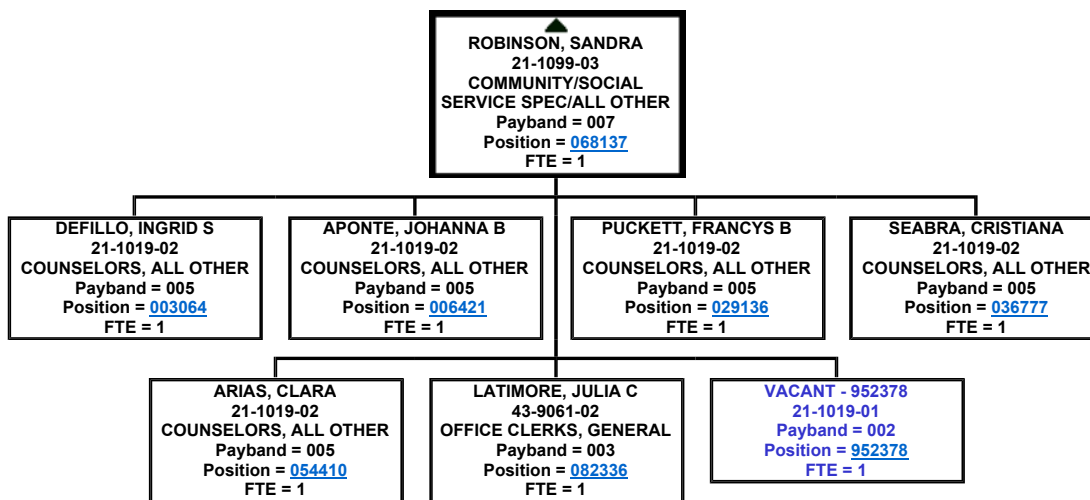 ROBINSON, SANDRA
21-1099-03
COMMUNITY/SOCIAL
SERVICE SPEC/ALL OTHER
Payband = 007
Position = 068137
FTE = 1
DEFILLO, INGRID S
21-1019-02
COUNSELORS, ALL OTHER
Payband = 005
Position = 003064
FTE = 1
APONTE, JOHANNA B
21-1019-02
COUNSELORS, ALL OTHER
Payband = 005
Position = 006421
FTE = 1
PUCKETT, FRANCYS B
21-1019-02
COUNSELORS, ALL OTHER
Payband = 005
Position = 029136
FTE = 1
SEABRA, CRISTIANA
21-1019-02
COUNSELORS, ALL OTHER
Payband = 005
Position = 036777
FTE = 1
ARIAS, CLARA
21-1019-02
COUNSELORS, ALL OTHER
Payband = 005
Position = 054410
FTE = 1
LATIMORE, JULIA C
43-9061-02
OFFICE CLERKS, GENERAL
Payband = 003
Position = 082336
FTE = 1
VACANT - 952378
21-1019-01
Payband = 002
Position = 952378
FTE = 1